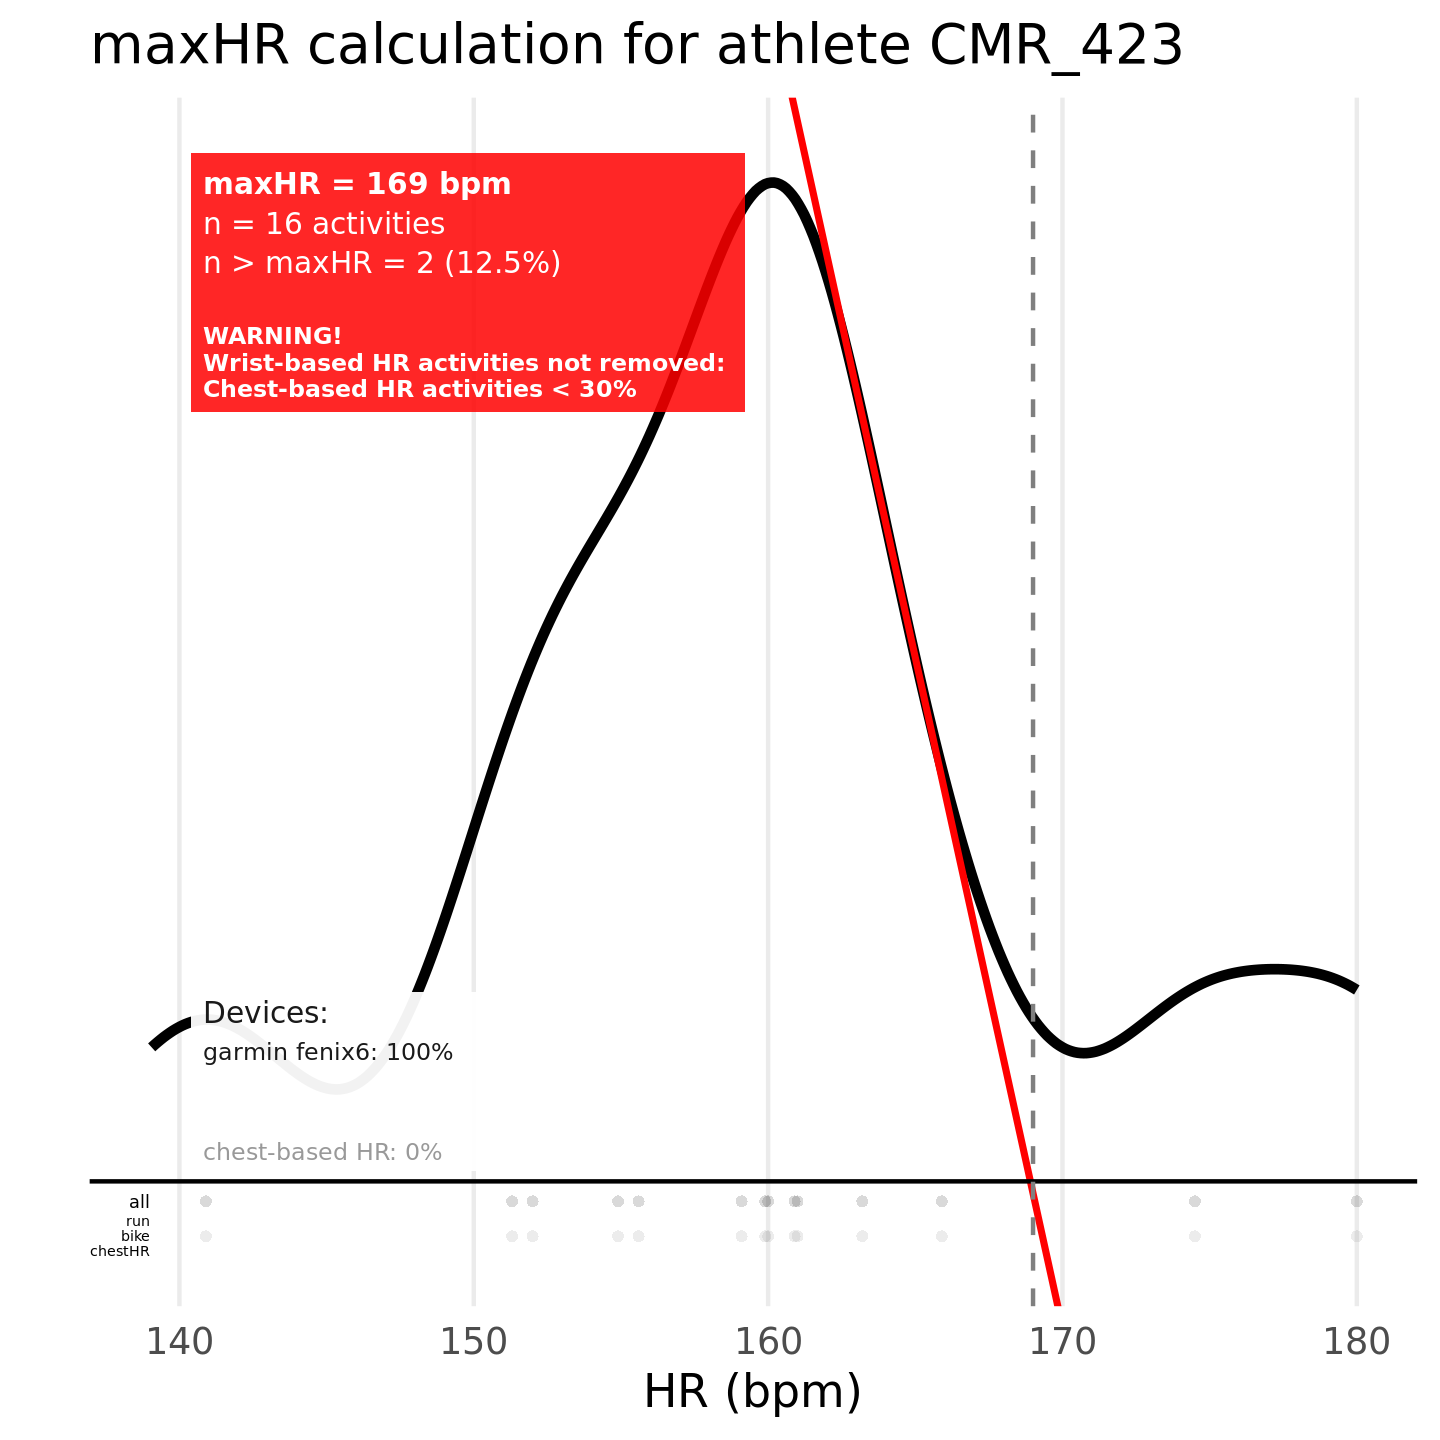 maxHR calculation for athlete CMR_423
maxHR = 169 bpm
n = 16 activities
n > maxHR = 2 (12.5%)
WARNING!
Wrist-based HR activities not removed:
Chest-based HR activities < 30%
Devices:
garmin fenix6: 100%
chest-based HR: 0%
all
run
bike
chestHR
140 150 160 170 180
HR (bpm)